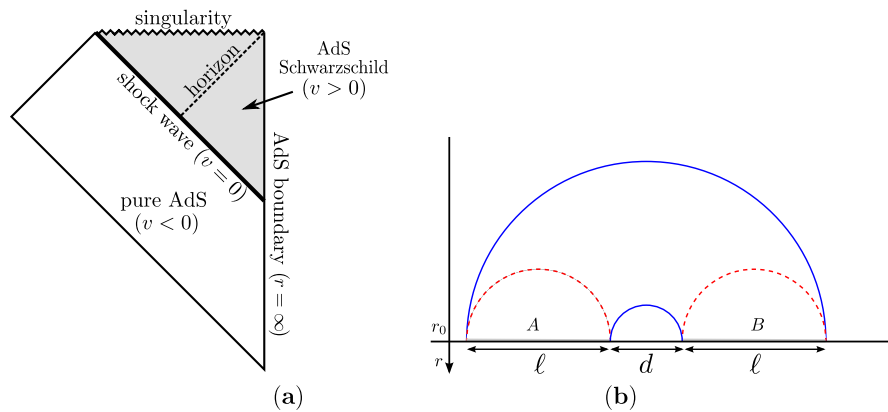 singularity
horizon
AdS
Schwarzschild
(v > 0)
shock wave (v = 0)
AdS boundary (r = ∞)
pure AdS
(v < 0)
(a)
r₀
r
A
B
ℓ
d
ℓ
(b)